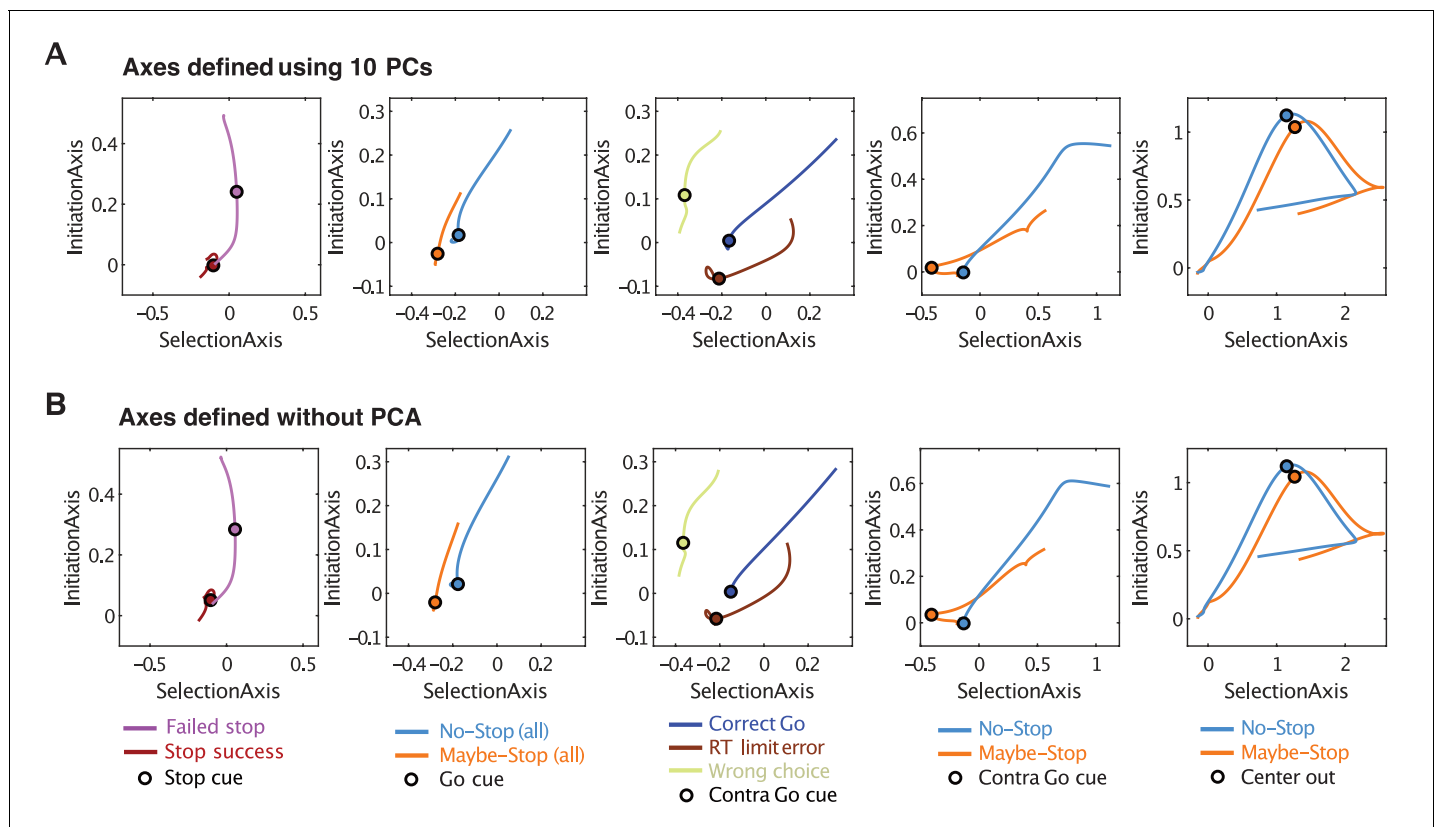 A
Axes defined using 10 PCs
InitiationAxis
0.4
0.2
0
−0.5 0 0.5
SelectionAxis
InitiationAxis
0.3
0.2
0.1
0
−0.1
−0.4 −0.2 0 0.2
SelectionAxis
InitiationAxis
0.3
0.2
0.1
0
−0.1
−0.4 −0.2 0 0.2
SelectionAxis
InitiationAxis
0.6
0.4
0.2
0
−0.5 0 0.5 1
SelectionAxis
InitiationAxis
1
0.5
0
0 1 2
SelectionAxis
B
Axes defined without PCA
InitiationAxis
0.4
0.2
0
−0.5 0 0.5
SelectionAxis
InitiationAxis
0.3
0.2
0.1
0
−0.1
−0.4 −0.2 0 0.2
SelectionAxis
InitiationAxis
0.3
0.2
0.1
0
−0.1
−0.4 −0.2 0 0.2
SelectionAxis
InitiationAxis
0.6
0.4
0.2
0
−0.5 0 0.5 1
SelectionAxis
InitiationAxis
1
0.5
0
0 1 2
SelectionAxis
Failed stop
Stop success
Stop cue
No−Stop (all)
Maybe−Stop (all)
Go cue
Correct Go
RT limit error
Wrong choice
Contra Go cue
No−Stop
Maybe−Stop
Contra Go cue
No−Stop
Maybe−Stop
Center out